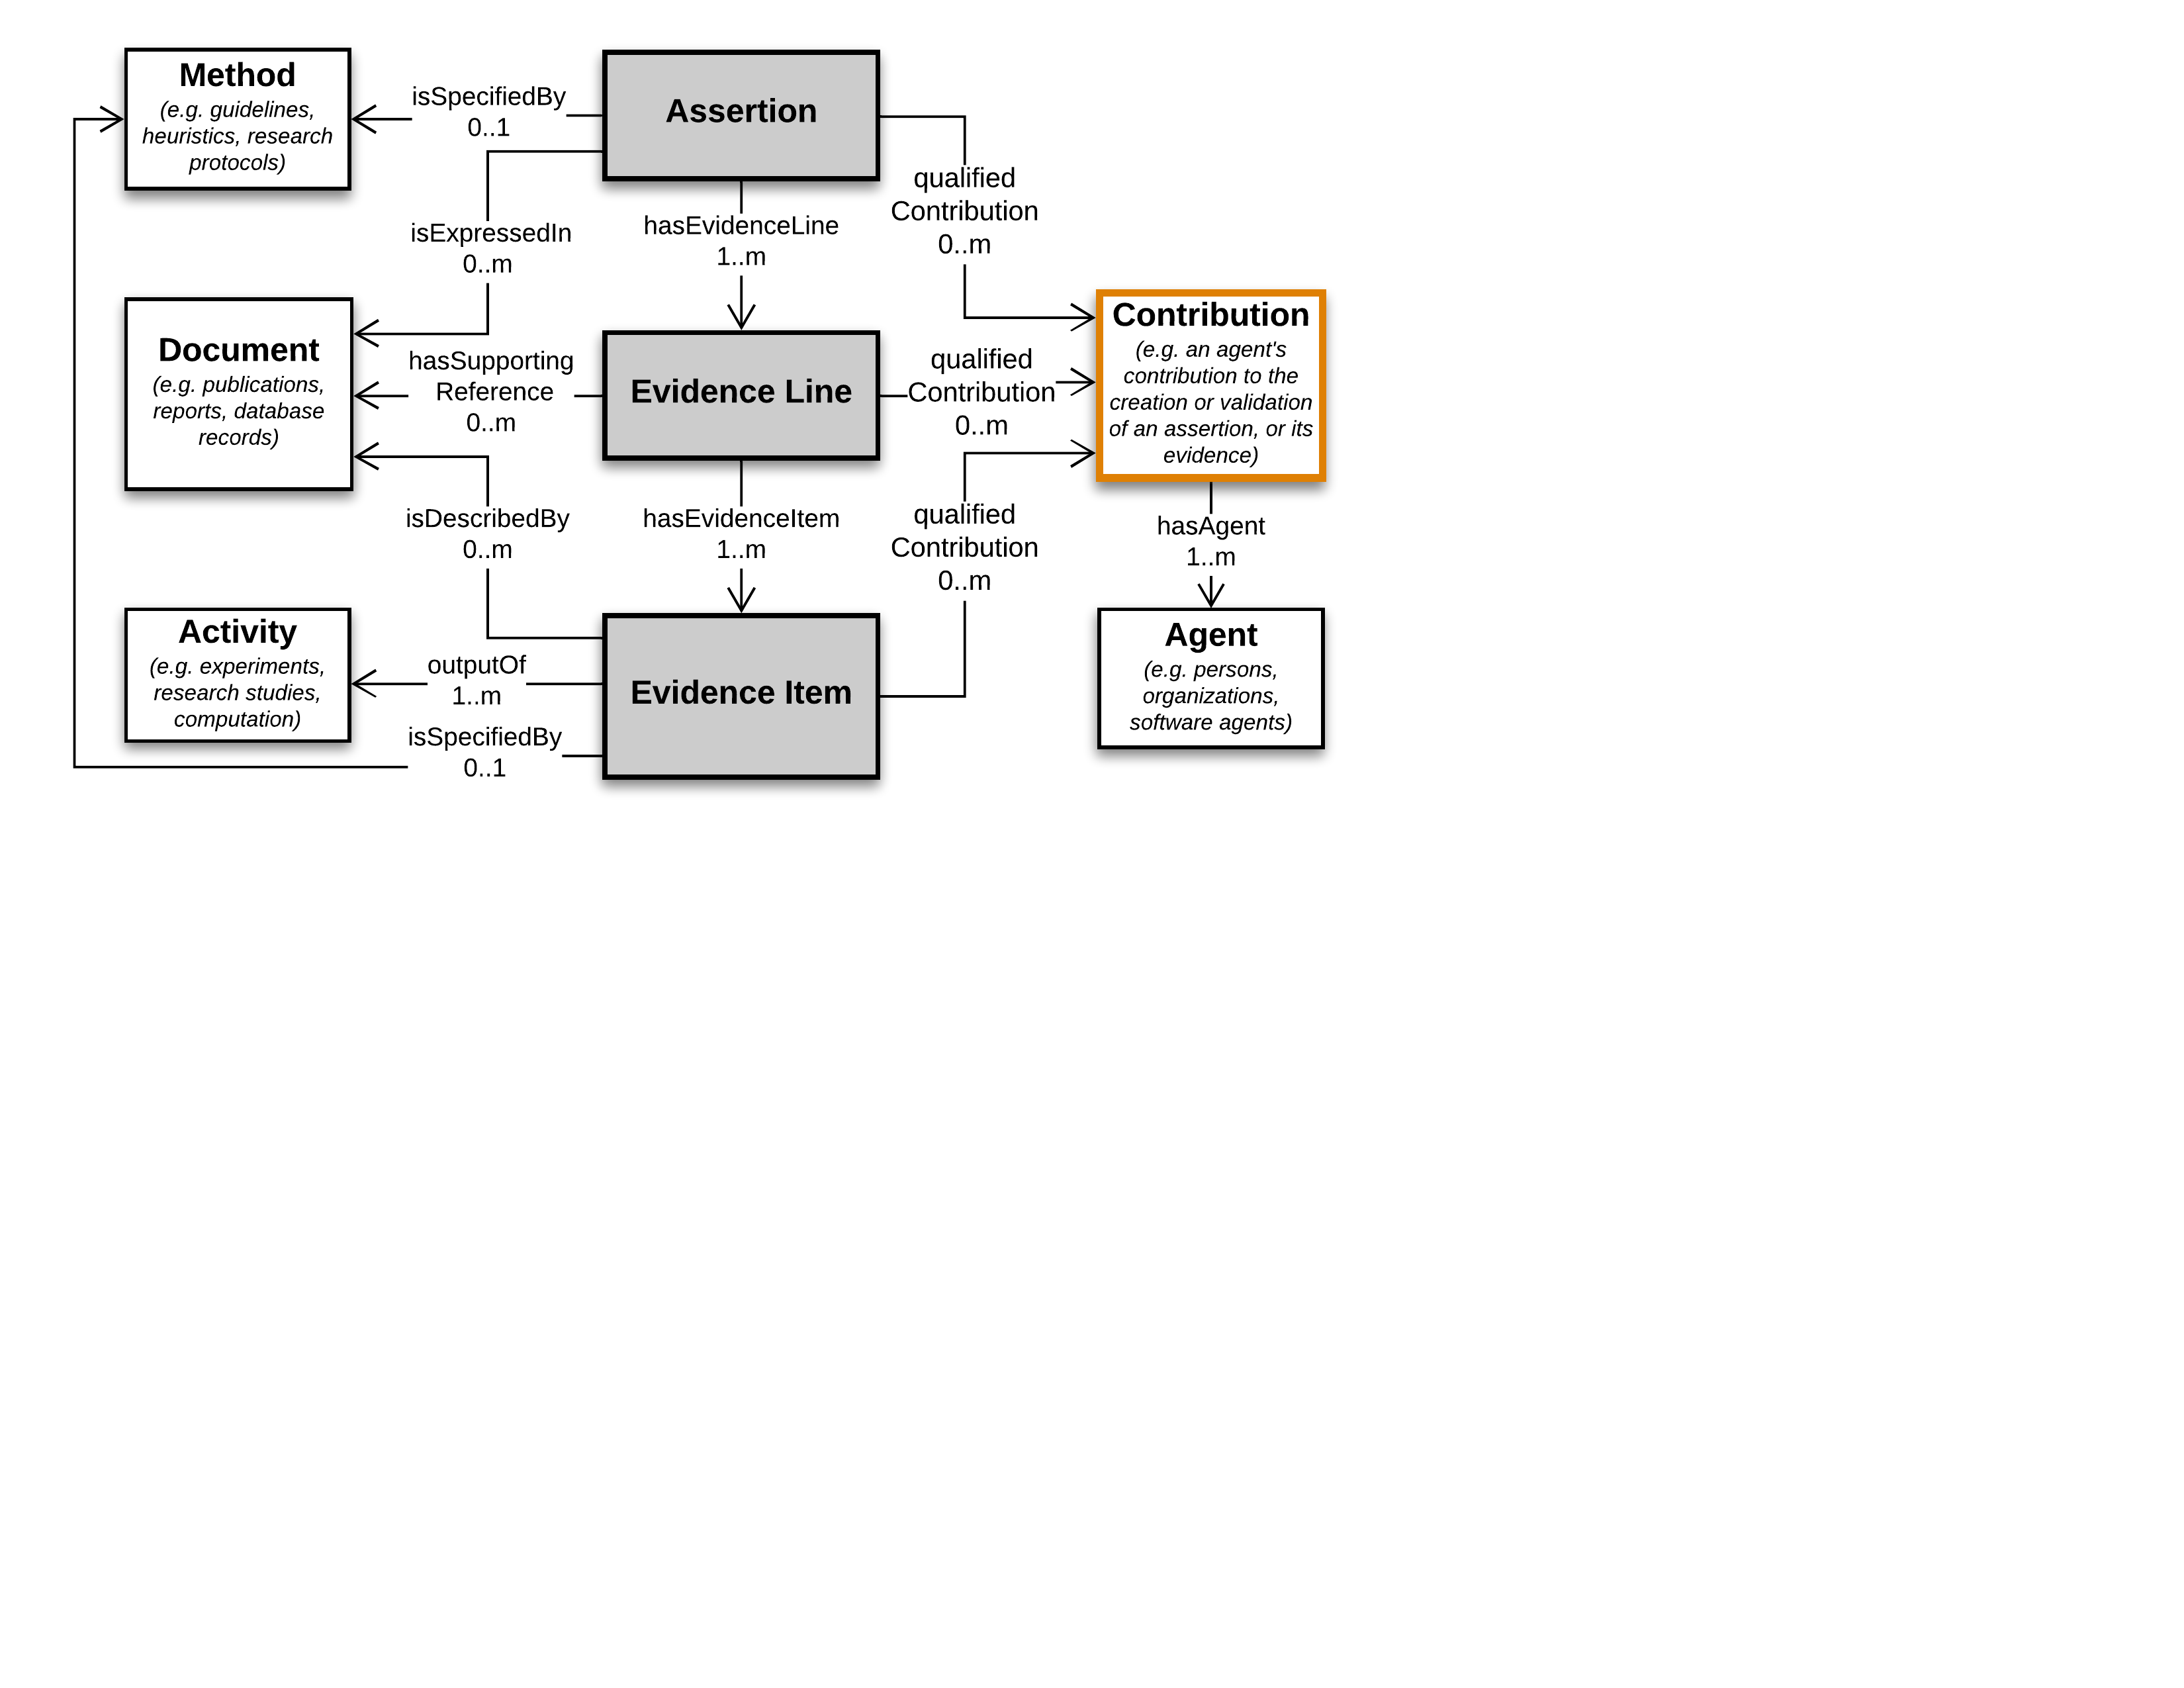 Method
(e.g. guidelines,
heuristics, research
protocols)
isSpecifiedBy
0..1
Assertion
qualified
Contribution
0..m
isExpressedIn
0..m
hasEvidenceLine
1..m
Document
(e.g. publications,
reports, database
records)
hasSupporting
Reference
0..m
Evidence Line
qualified
Contribution
0..m
Contribution
(e.g. an agent's
contribution to the
creation or validation
of an assertion, or its
evidence)
isDescribedBy
0..m
hasEvidenceItem
1..m
qualified
Contribution
0..m
hasAgent
1..m
Activity
(e.g. experiments,
research studies,
computation)
outputOf
1..m
isSpecifiedBy
0..1
Evidence Item
Agent
(e.g. persons,
organizations,
software agents)